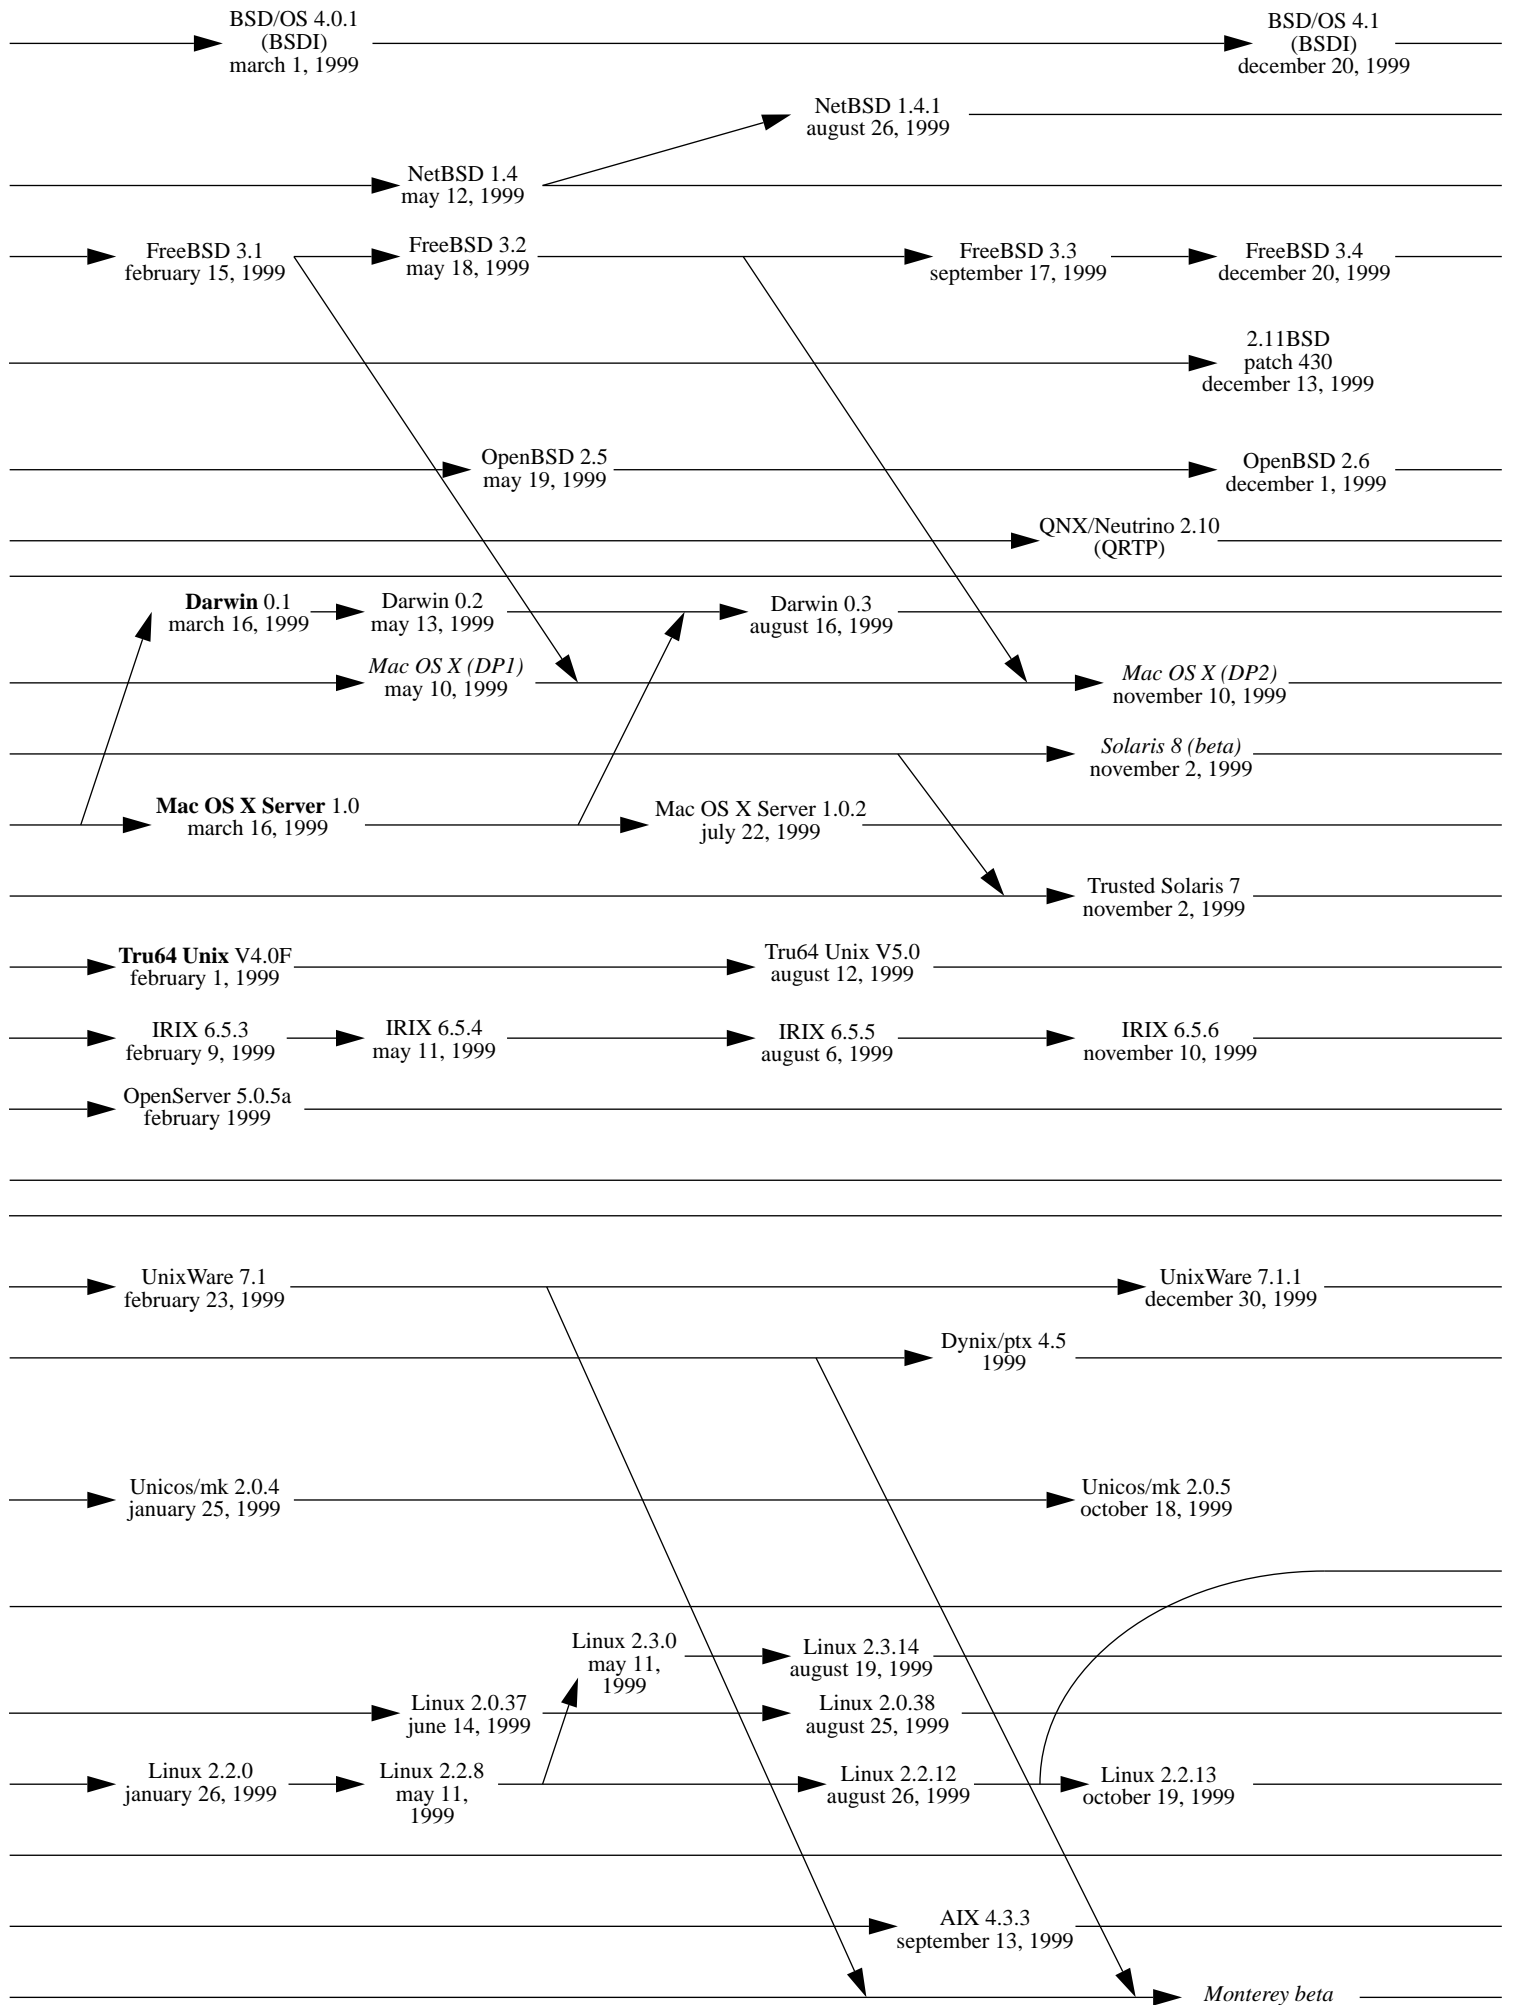 BSD/OS 4.0.1
(BSDI)
march 1, 1999
BSD/OS 4.1
(BSDI)
december 20, 1999
NetBSD 1.4.1
august 26, 1999
NetBSD 1.4
may 12, 1999
FreeBSD 3.1
february 15, 1999
FreeBSD 3.2
may 18, 1999
FreeBSD 3.3
september 17, 1999
FreeBSD 3.4
december 20, 1999
2.11BSD
patch 430
december 13, 1999
OpenBSD 2.5
may 19, 1999
OpenBSD 2.6
december 1, 1999
QNX/Neutrino 2.10
(QRTP)
Darwin 0.1
march 16, 1999
Darwin 0.2
may 13, 1999
Darwin 0.3
august 16, 1999
Mac OS X (DP1)
may 10, 1999
Mac OS X (DP2)
november 10, 1999
Solaris 8 (beta)
november 2, 1999
Mac OS X Server 1.0
march 16, 1999
Mac OS X Server 1.0.2
july 22, 1999
Trusted Solaris 7
november 2, 1999
Tru64 Unix V4.0F
february 1, 1999
Tru64 Unix V5.0
august 12, 1999
IRIX 6.5.3
february 9, 1999
IRIX 6.5.4
may 11, 1999
IRIX 6.5.5
august 6, 1999
IRIX 6.5.6
november 10, 1999
OpenServer 5.0.5a
february 1999
UnixWare 7.1
february 23, 1999
UnixWare 7.1.1
december 30, 1999
Dynix/ptx 4.5
1999
Unicos/mk 2.0.4
january 25, 1999
Unicos/mk 2.0.5
october 18, 1999
Linux 2.3.0
may 11,
1999
Linux 2.3.14
august 19, 1999
Linux 2.0.37
june 14, 1999
Linux 2.0.38
august 25, 1999
Linux 2.2.0
january 26, 1999
Linux 2.2.8
may 11,
1999
Linux 2.2.12
august 26, 1999
Linux 2.2.13
october 19, 1999
AIX 4.3.3
september 13, 1999
Monterey beta